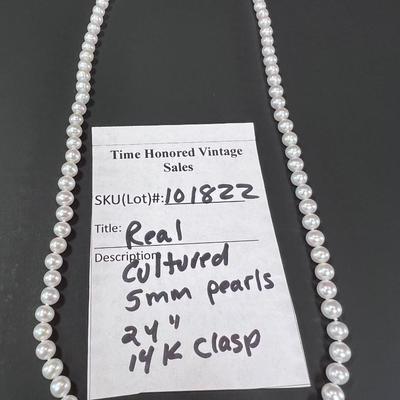 Time Honored Vintage
Sales
SKU(Lot)#: 101822
Title: Real
Description: Cultured
5mm pearls
24"
14K Clasp